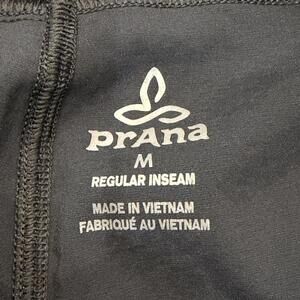 prAna
M
REGULAR INSEAM
MADE IN VIETNAM
FABRIQUÉ AU VIETNAM